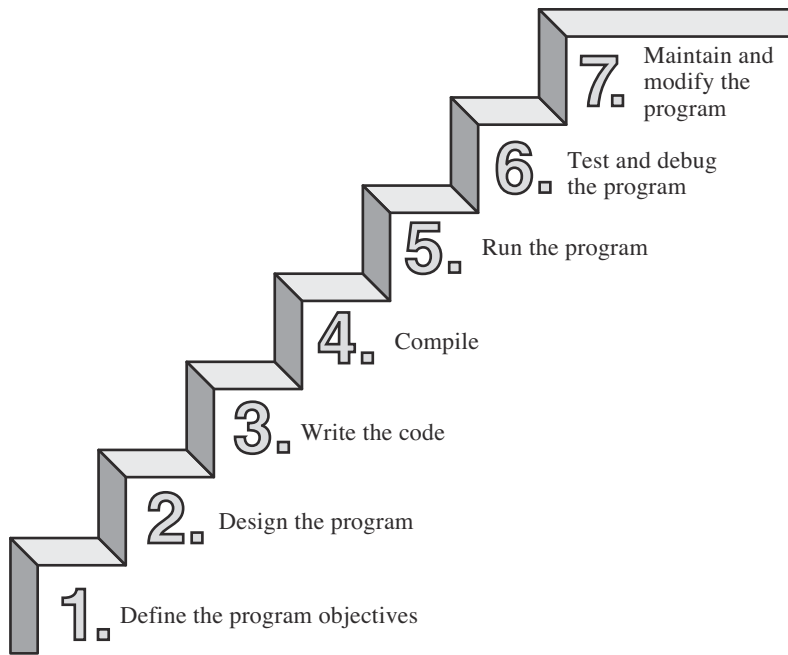 7. Maintain and
modify the
program
6. Test and debug
the program
5. Run the program
4. Compile
3. Write the code
2. Design the program
1. Define the program objectives